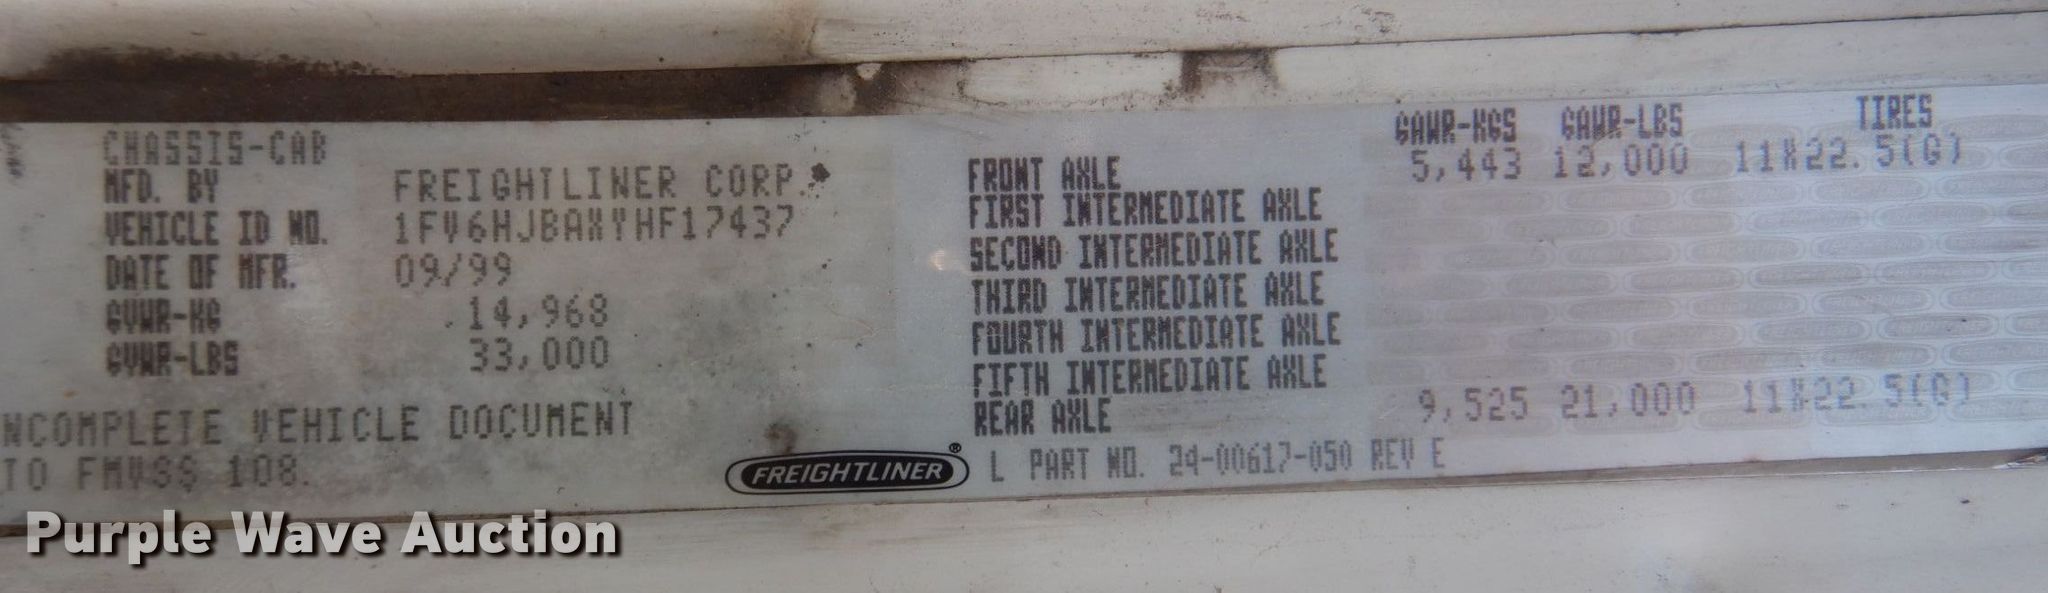 CHASSIS-CAB
MFD. BY FREIGHTLINER CORP.
VEHICLE ID NO. 1FV6HJBAXYHF17437
DATE OF MFR. 09/99
GVWR-KG 14,968
GVWR-LBS 33,000
NCOMPLETE VEHICLE DOCUMENT
TO FMVSS 108.
GAWR-KGS GAWR-LBS TIRES
FRONT AXLE 5,443 12,000 11X22.5(G)
FIRST INTERMEDIATE AXLE
SECOND INTERMEDIATE AXLE
THIRD INTERMEDIATE AXLE
FOURTH INTERMEDIATE AXLE
FIFTH INTERMEDIATE AXLE
REAR AXLE 9,525 21,000 11X22.5(G)
FREIGHTLINER® L PART NO. 24-00617-050 REV E
Purple Wave Auction